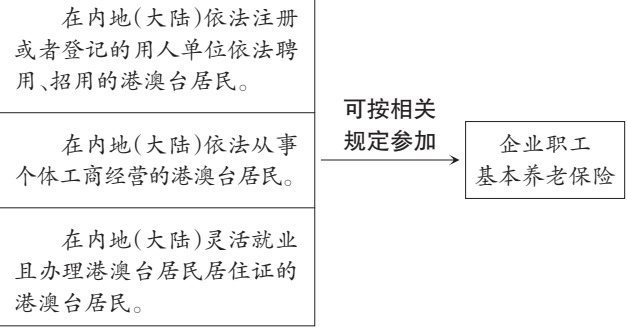 在内地(大陆)依法注册
或者登记的用人单位依法聘
用、招用的港澳台居民。
在内地(大陆)依法从事
个体工商经营的港澳台居民。
在内地(大陆)灵活就业
且办理港澳台居民居住证的
港澳台居民。
可按相关
规定参加
企业职工
基本养老保险